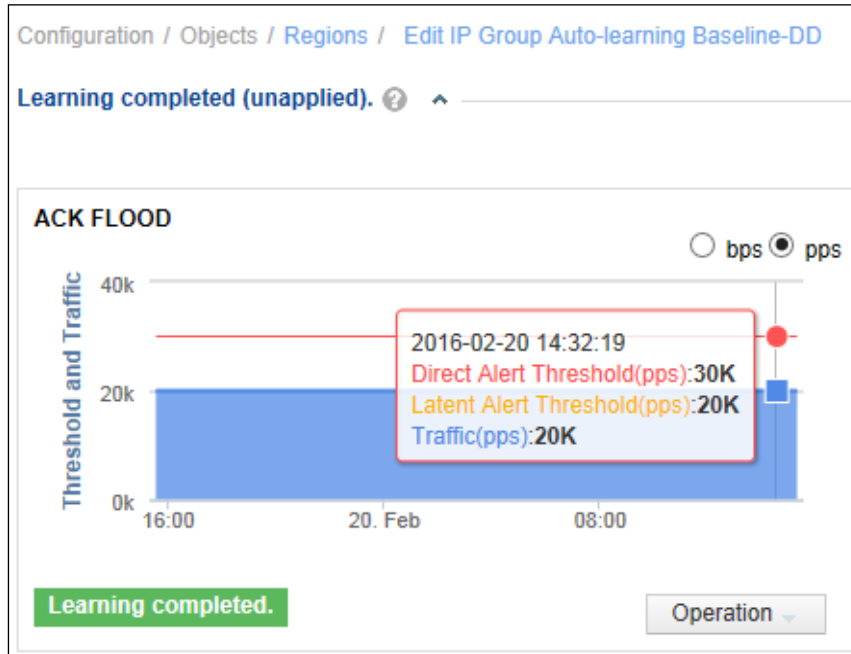 Configuration / Objects / Regions / Edit IP Group Auto-learning Baseline-DD
Learning completed (unapplied). ?
ACK FLOOD
bps pps
Threshold and Traffic
40k
20k
0k
2016-02-20 14:32:19
Direct Alert Threshold(pps):30K
Latent Alert Threshold(pps):20K
Traffic(pps):20K
16:00 20. Feb 08:00
Learning completed.
Operation